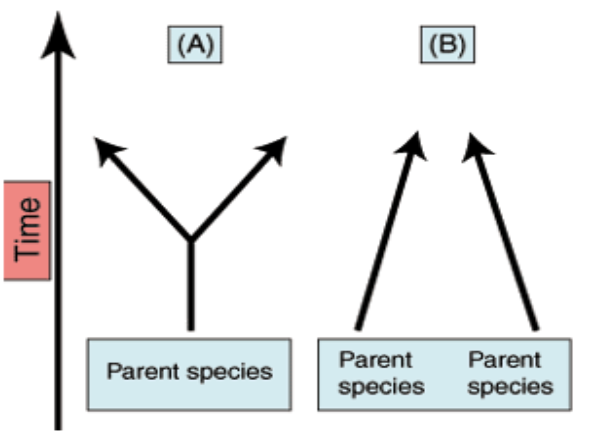 (A)
(B)
Time
Parent species
Parent
species
Parent
species